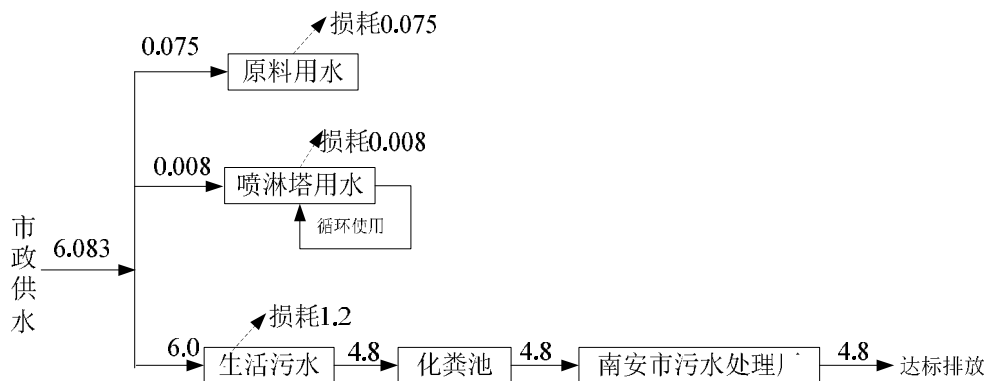 损耗0.075
0.075
原料用水
损耗0.008
0.008
喷淋塔用水
循环使用
市政供水
6.083
损耗1.2
6.0
生活污水
4.8
化粪池
4.8
南安市污水处理厂
4.8
达标排放